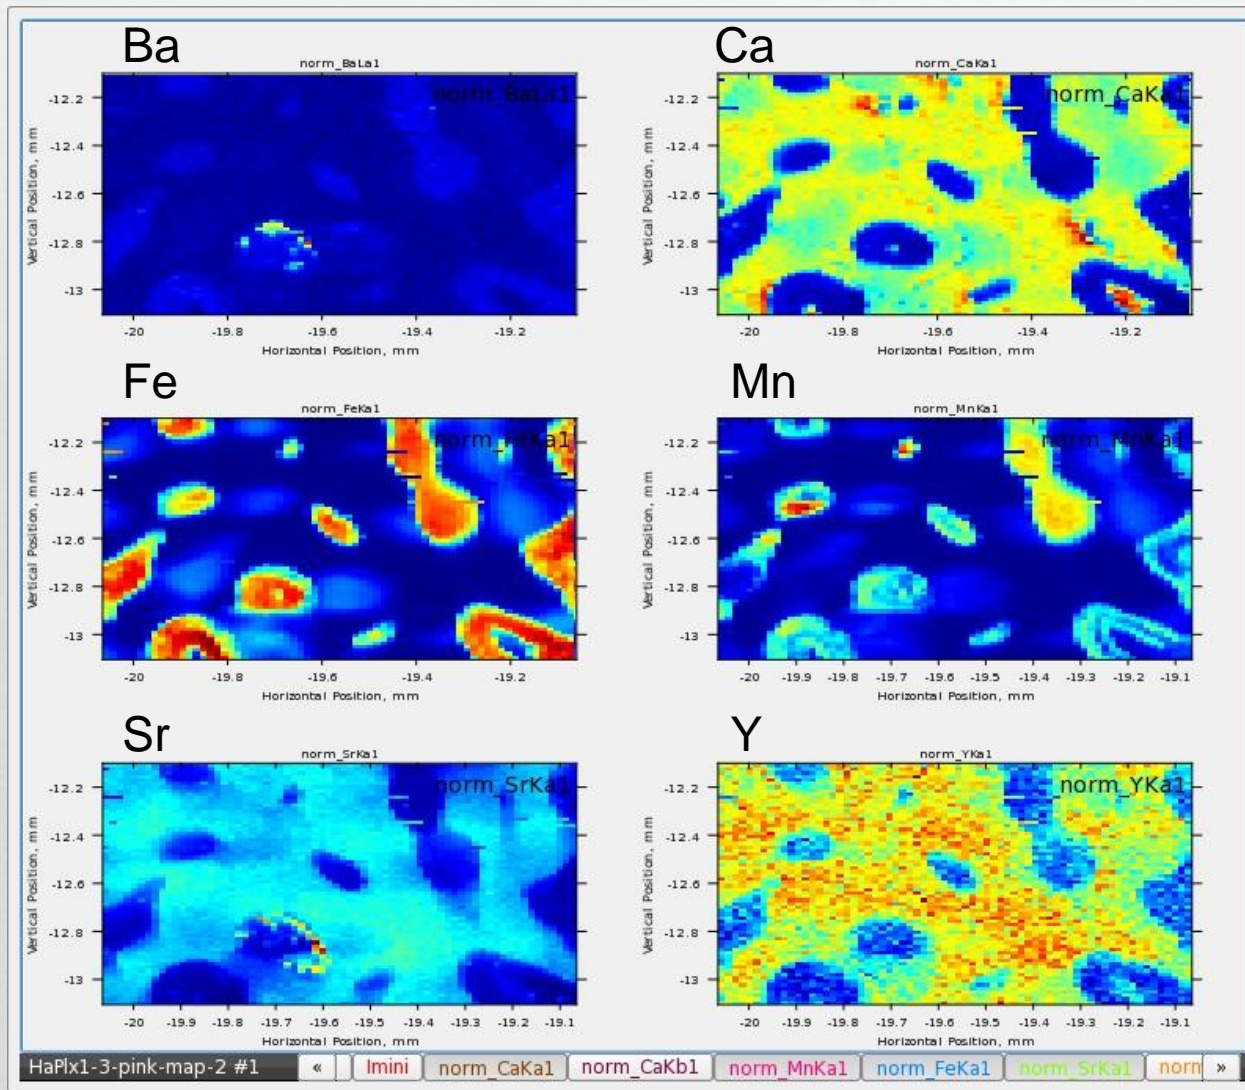 Ba
norm_BaLa1
norm_BaLa1
-12.2
-12.4
-12.6
-12.8
-13
Vertical Position, mm
-20 -19.8 -19.6 -19.4 -19.2
Horizontal Position, mm
Ca
norm_CaKa1
norm_CaKa1
-12.2
-12.4
-12.6
-12.8
-13
Vertical Position, mm
-20 -19.8 -19.6 -19.4 -19.2
Horizontal Position, mm
Fe
norm_FeKa1
norm_FeKa1
-12.2
-12.4
-12.6
-12.8
-13
Vertical Position, mm
-20 -19.8 -19.6 -19.4 -19.2
Horizontal Position, mm
Mn
norm_MnKa1
norm_MnKa1
-12.2
-12.4
-12.6
-12.8
-13
Vertical Position, mm
-20 -19.9 -19.8 -19.7 -19.6 -19.5 -19.4 -19.3 -19.2 -19.1
Horizontal Position, mm
Sr
norm_SrKa1
norm_SrKa1
-12.2
-12.4
-12.6
-12.8
-13
Vertical Position, mm
-20 -19.9 -19.8 -19.7 -19.6 -19.5 -19.4 -19.3 -19.2 -19.1
Horizontal Position, mm
Y
norm_YKa1
norm_YKa1
-12.2
-12.4
-12.6
-12.8
-13
Vertical Position, mm
-20 -19.9 -19.8 -19.7 -19.6 -19.5 -19.4 -19.3 -19.2 -19.1
Horizontal Position, mm
HaPlx1-3-pink-map-2 #1 « Imini norm_CaKa1 norm_CaKb1 norm_MnKa1 norm_FeKa1 norm_SrKa1 norn »